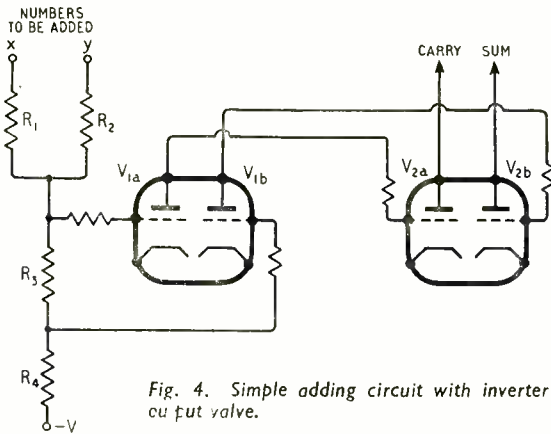 NUMBERS
TO BE ADDED
x y
R1 R2
CARRY SUM
V1a V1b
V2a V2b
R3
R4
-V
Fig. 4. Simple adding circuit with inverter
output valve.